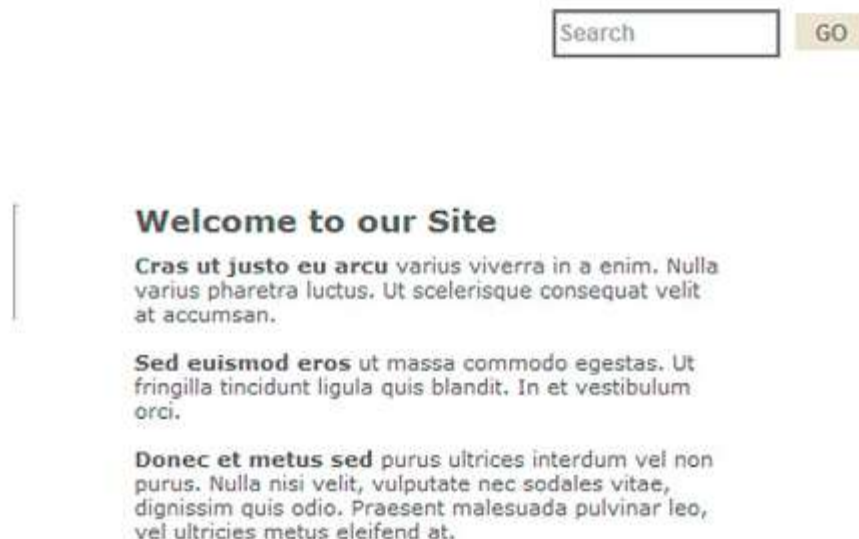 Search GO
Welcome to our Site
Cras ut justo eu arcu varius viverra in a enim. Nulla
varius pharetra luctus. Ut scelerisque consequat velit
at accumsan.
Sed euismod eros ut massa commodo egestas. Ut
fringilla tincidunt ligula quis blandit. In et vestibulum
orci.
Donec et metus sed purus ultrices interdum vel non
purus. Nulla nisi velit, vulputate nec sodales vitae,
dignissim quis odio. Praesent malesuada pulvinar leo,
vel ultricies metus eleifend at.